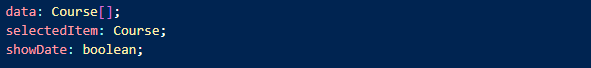 data: Course[];
selectedItem: Course;
showDate: boolean;